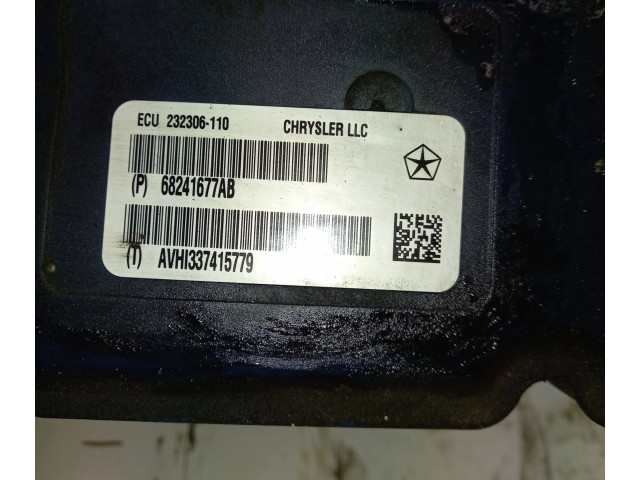 ECU 232306-110 CHRYSLER LLC
(P) 68241677AB
(T) AVHI337415779